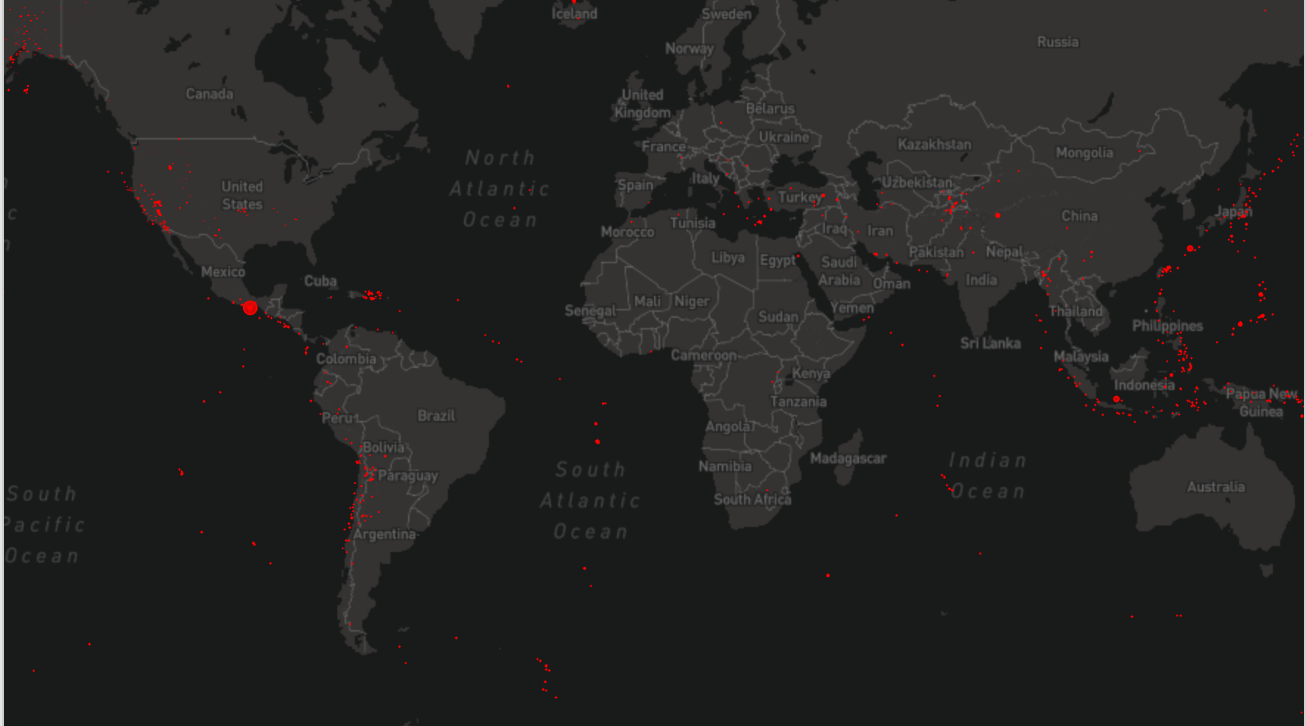 Iceland
Sweden
Norway
Russia
Canada
United
Kingdom
Belarus
Ukraine
France
Kazakhstan
Mongolia
North
Atlantic
Ocean
United
States
Spain
Italy
Turkey
Uzbekistan
China
Japan
Morocco
Tunisia
Iraq
Iran
Pakistan
Nepal
c
n
Mexico
Cuba
Libya
Egypt
Saudi
Arabia
Oman
India
Senegal
Mali
Niger
Sudan
Yemen
Thailand
Philippines
Sri Lanka
Colombia
Cameroon
Kenya
Malaysia
Indonesia
Papua New
Guinea
Peru
Brazil
Tanzania
Angola
Bolivia
Paraguay
Namibia
Madagascar
South Africa
South
Atlantic
Ocean
Indian
Ocean
Australia
South
Pacific
Ocean
Argentina